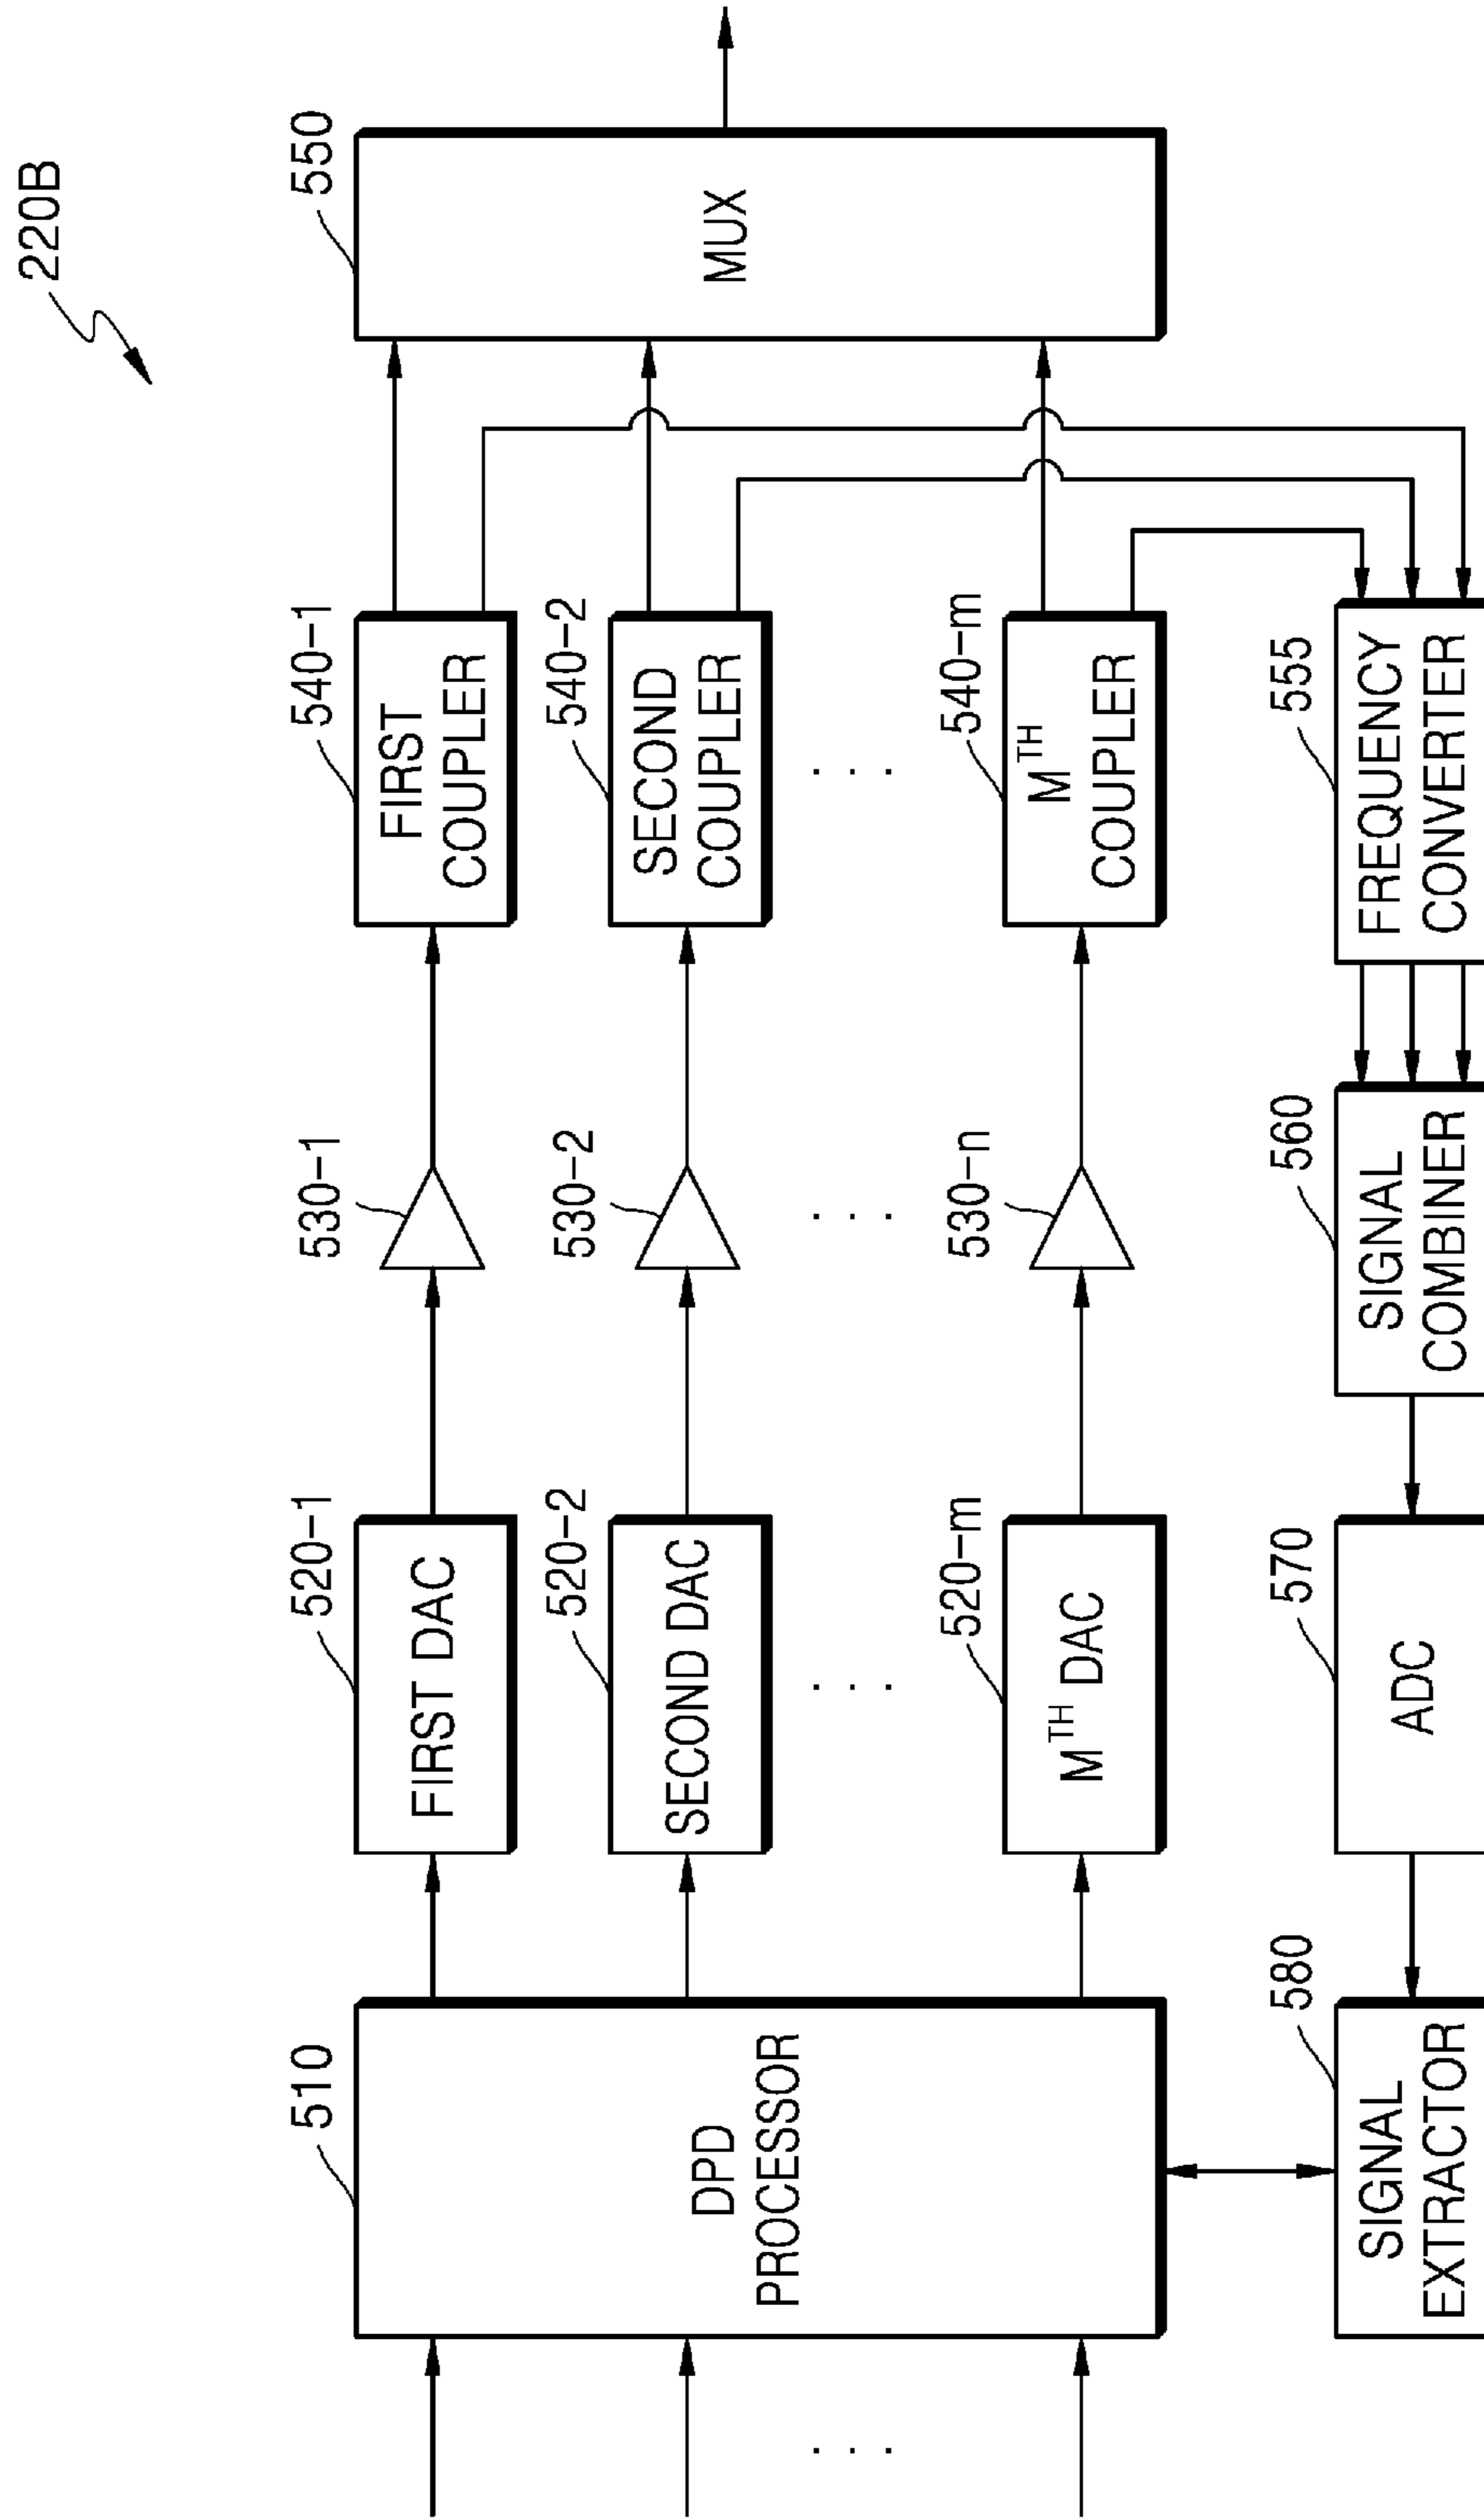 220B
510
520-1
530-1
540-1
550
DPD
PROCESSOR
FIRST DAC
FIRST
COUPLER
MUX
520-2
530-2
540-2
SECOND DAC
SECOND
COUPLER
. . .
. . .
. . .
. . .
520-m
530-n
540-m
MTH DAC
MTH
COUPLER
580
570
560
555
SIGNAL
EXTRACTOR
ADC
SIGNAL
COMBINER
FREQUENCY
CONVERTER